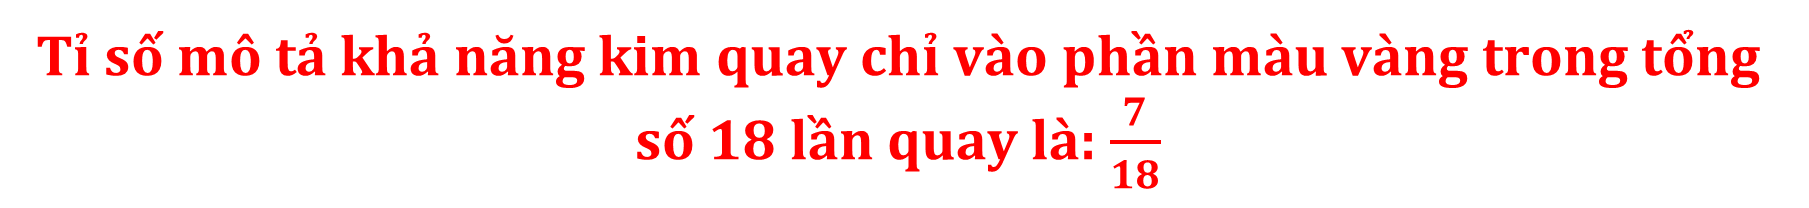 Tỉ số mô tả khả năng kim quay chỉ vào phần màu vàng trong tổng
số 18 lần quay là: 7/18